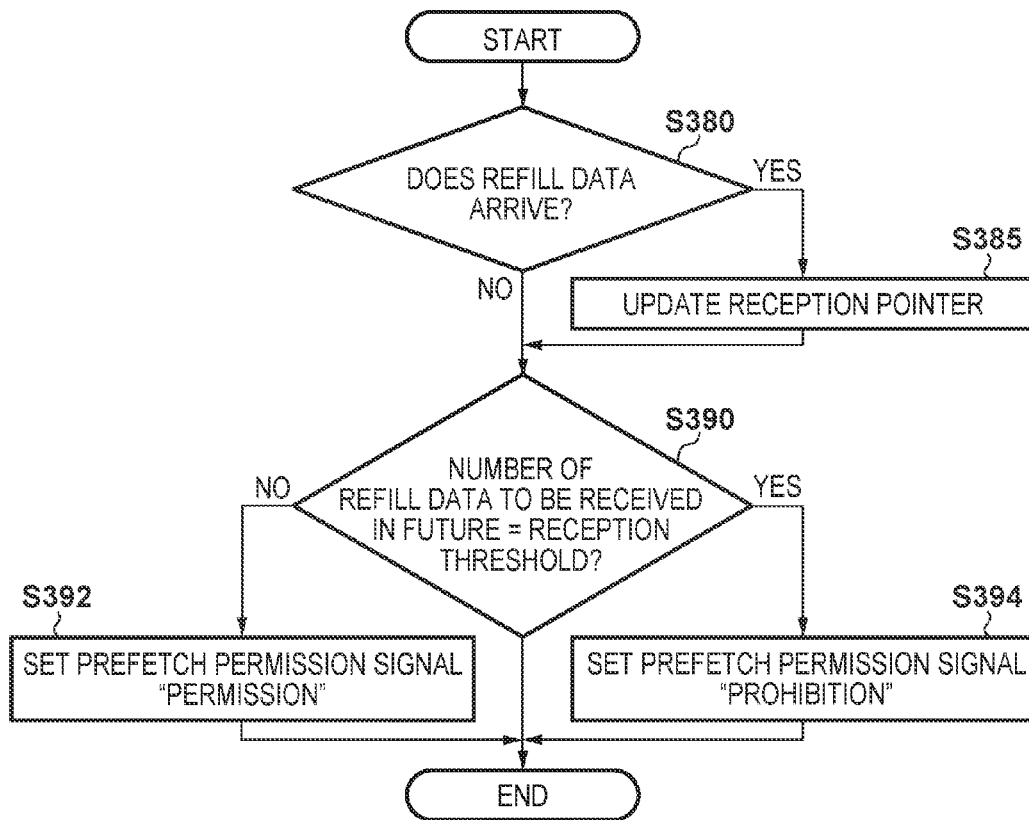 START
S380
DOES REFILL DATA
ARRIVE?
YES
NO
S385
UPDATE RECEPTION POINTER
S390
NUMBER OF
REFILL DATA TO BE RECEIVED
IN FUTURE = RECEPTION
THRESHOLD?
NO
YES
S392
SET PREFETCH PERMISSION SIGNAL
“PERMISSION”
S394
SET PREFETCH PERMISSION SIGNAL
“PROHIBITION”
END